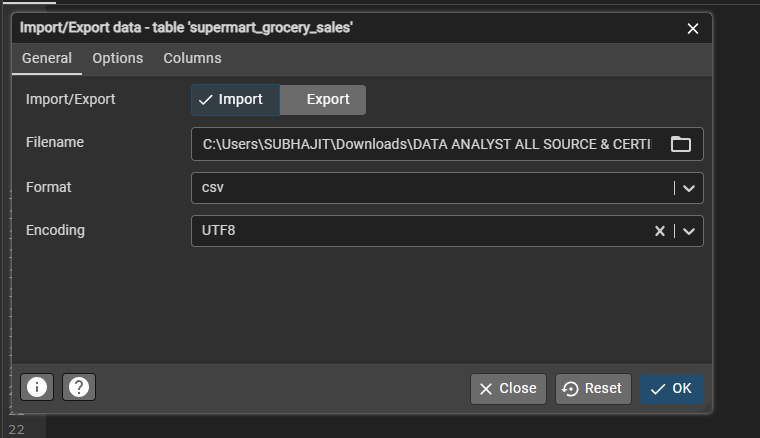 Import/Export data - table 'supermart_grocery_sales'
General Options Columns
Import/Export Import Export
Filename C:\Users\SUBHAJIT\Downloads\DATA ANALYST ALL SOURCE & CERTI
Format csv
Encoding UTF8
Close Reset OK
22